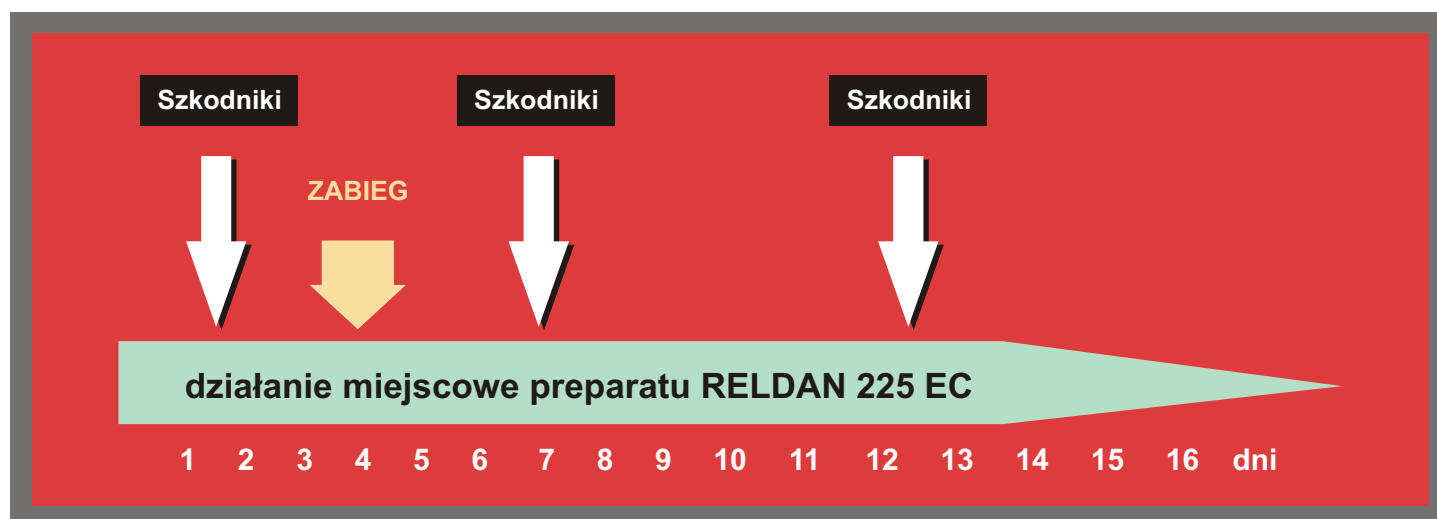 Szkodniki Szkodniki Szkodniki
ZABIEG
działanie miejscowe preparatu RELDAN 225 EC
1 2 3 4 5 6 7 8 9 10 11 12 13 14 15 16 dni